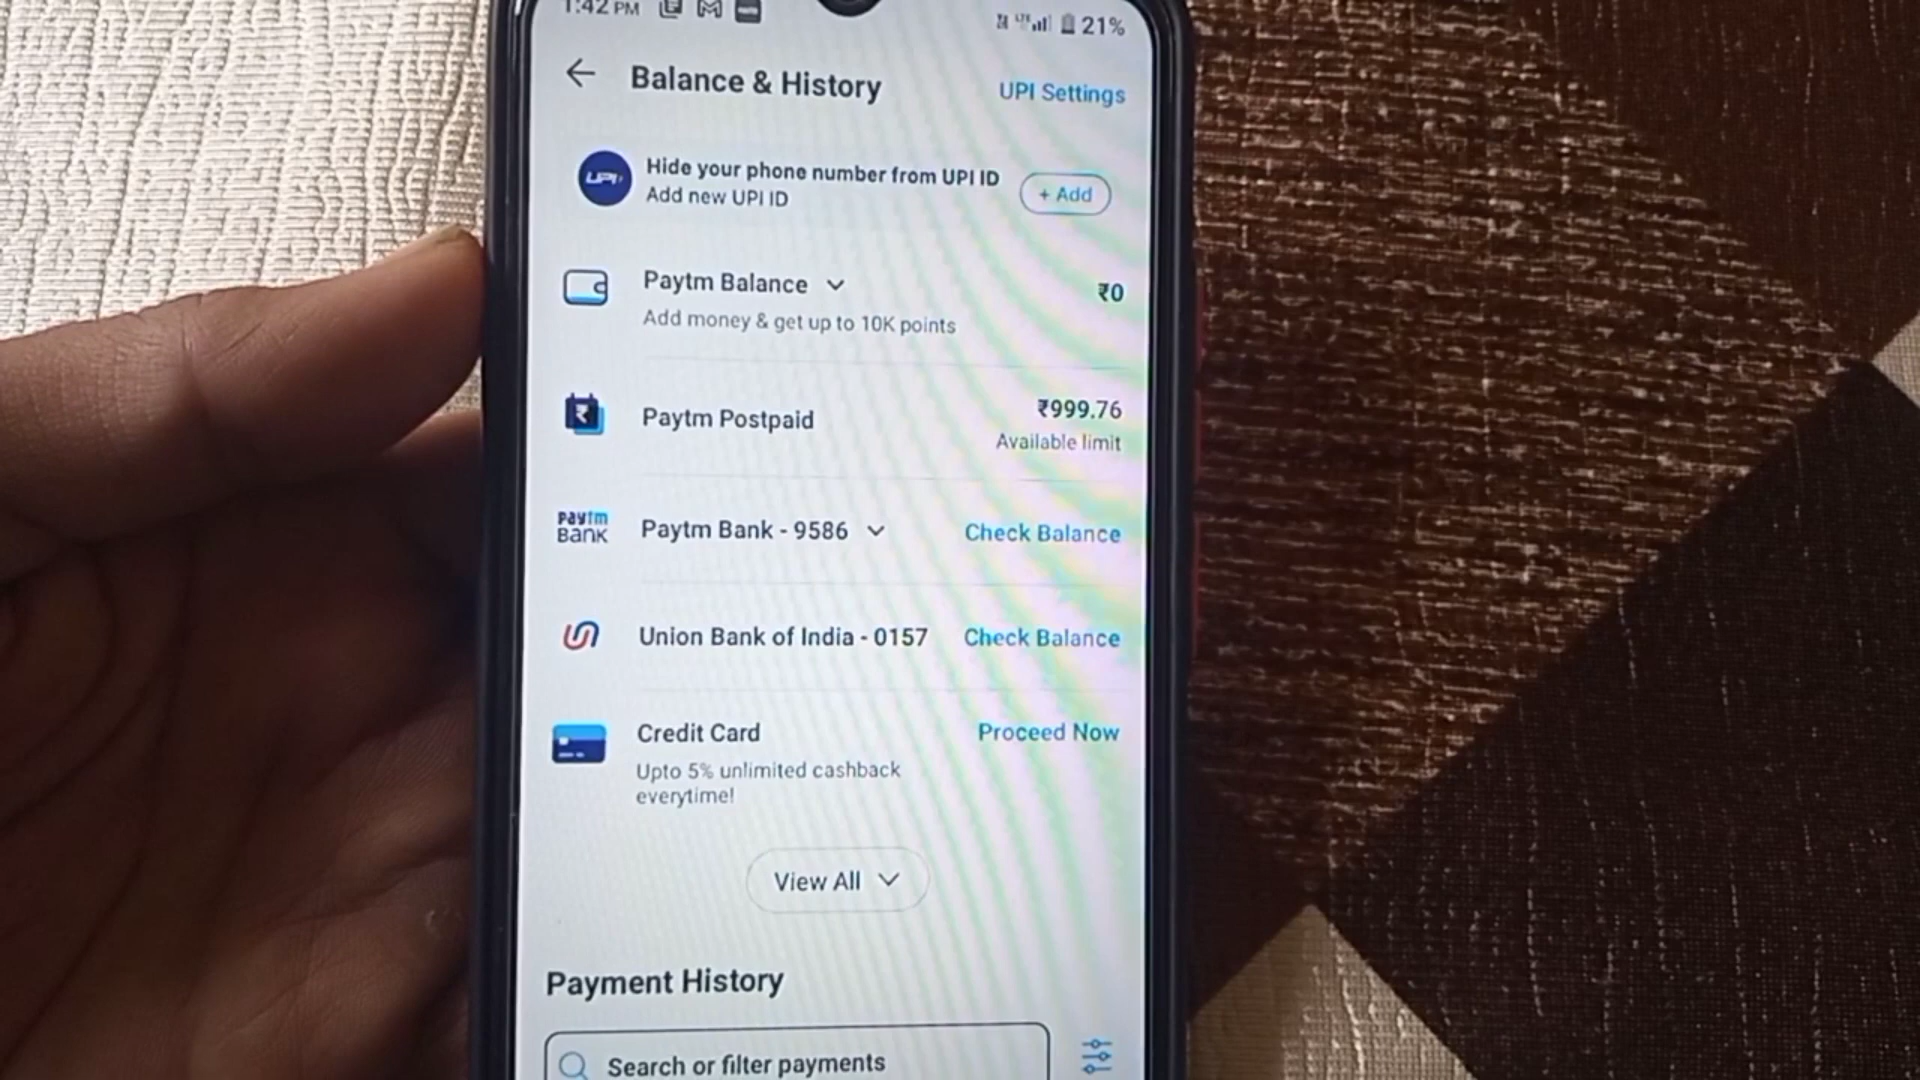 1:42 PM 21%
Balance & History UPI Settings
UPI Hide your phone number from UPI ID
Add new UPI ID + Add
Paytm Balance ₹0
Add money & get up to 10K points
Paytm Postpaid ₹999.76
Available limit
Paytm Bank Paytm Bank - 9586 Check Balance
Union Bank of India - 0157 Check Balance
Credit Card Proceed Now
Upto 5% unlimited cashback
everytime!
View All
Payment History
Search or filter payments